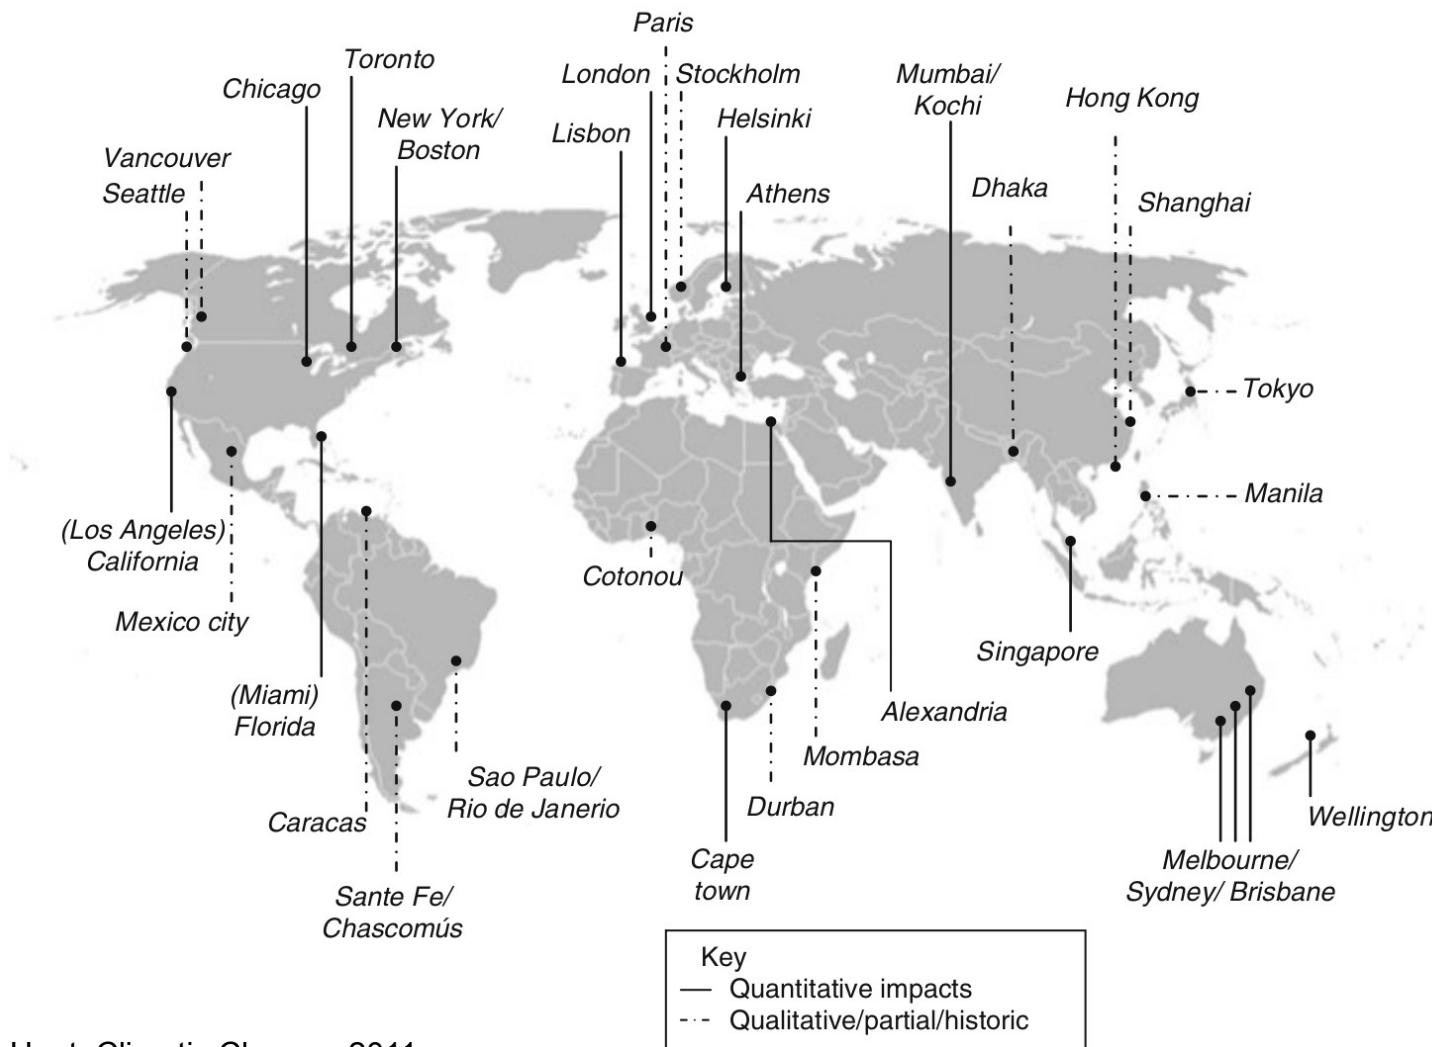 Paris
Toronto
London
Stockholm
Mumbai/
Kochi
Chicago
Hong Kong
New York/
Boston
Helsinki
Lisbon
Vancouver
Seattle
Athens
Dhaka
Shanghai
Tokyo
Manila
(Los Angeles)
California
Cotonou
Mexico city
Singapore
(Miami)
Florida
Alexandria
Mombasa
Sao Paulo/
Rio de Janerio
Durban
Caracas
Wellington
Cape
town
Melbourne/
Sydney/ Brisbane
Sante Fe/
Chascomús
Key
Quantitative impacts
Qualitative/partial/historic